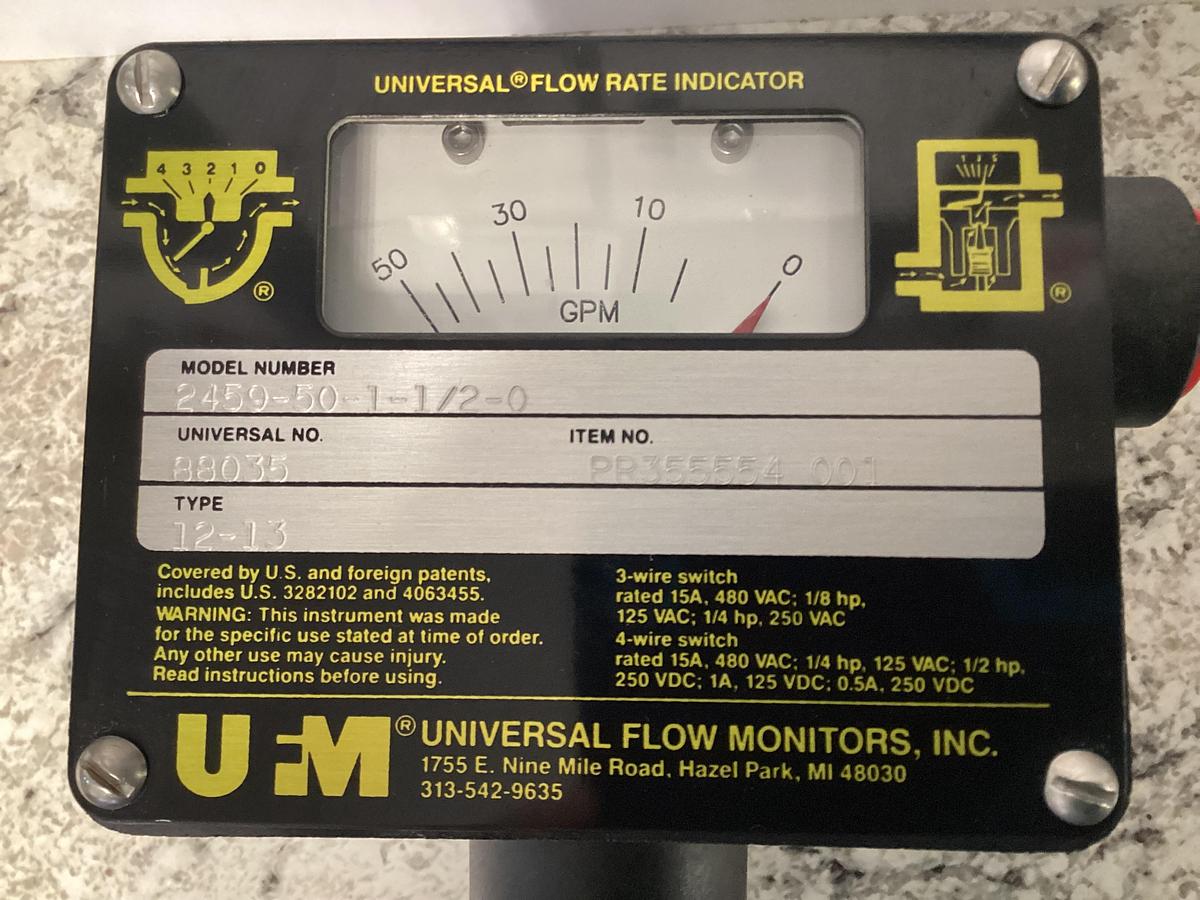 UNIVERSAL® FLOW RATE INDICATOR
4 3 2 1 0
®
50 30 10 0
GPM
1 3 5
®
MODEL NUMBER
2459-50-1-1/2-0
UNIVERSAL NO. ITEM NO.
88035 PR355554 001
TYPE
12-13
Covered by U.S. and foreign patents,
includes U.S. 3282102 and 4063455.
WARNING: This instrument was made
for the specific use stated at time of order.
Any other use may cause injury.
Read instructions before using.
3-wire switch
rated 15A, 480 VAC; 1/8 hp,
125 VAC; 1/4 hp, 250 VAC
4-wire switch
rated 15A, 480 VAC; 1/4 hp, 125 VAC; 1/2 hp,
250 VDC; 1A, 125 VDC; 0.5A, 250 VDC
UFM® UNIVERSAL FLOW MONITORS, INC.
1755 E. Nine Mile Road, Hazel Park, MI 48030
313-542-9635